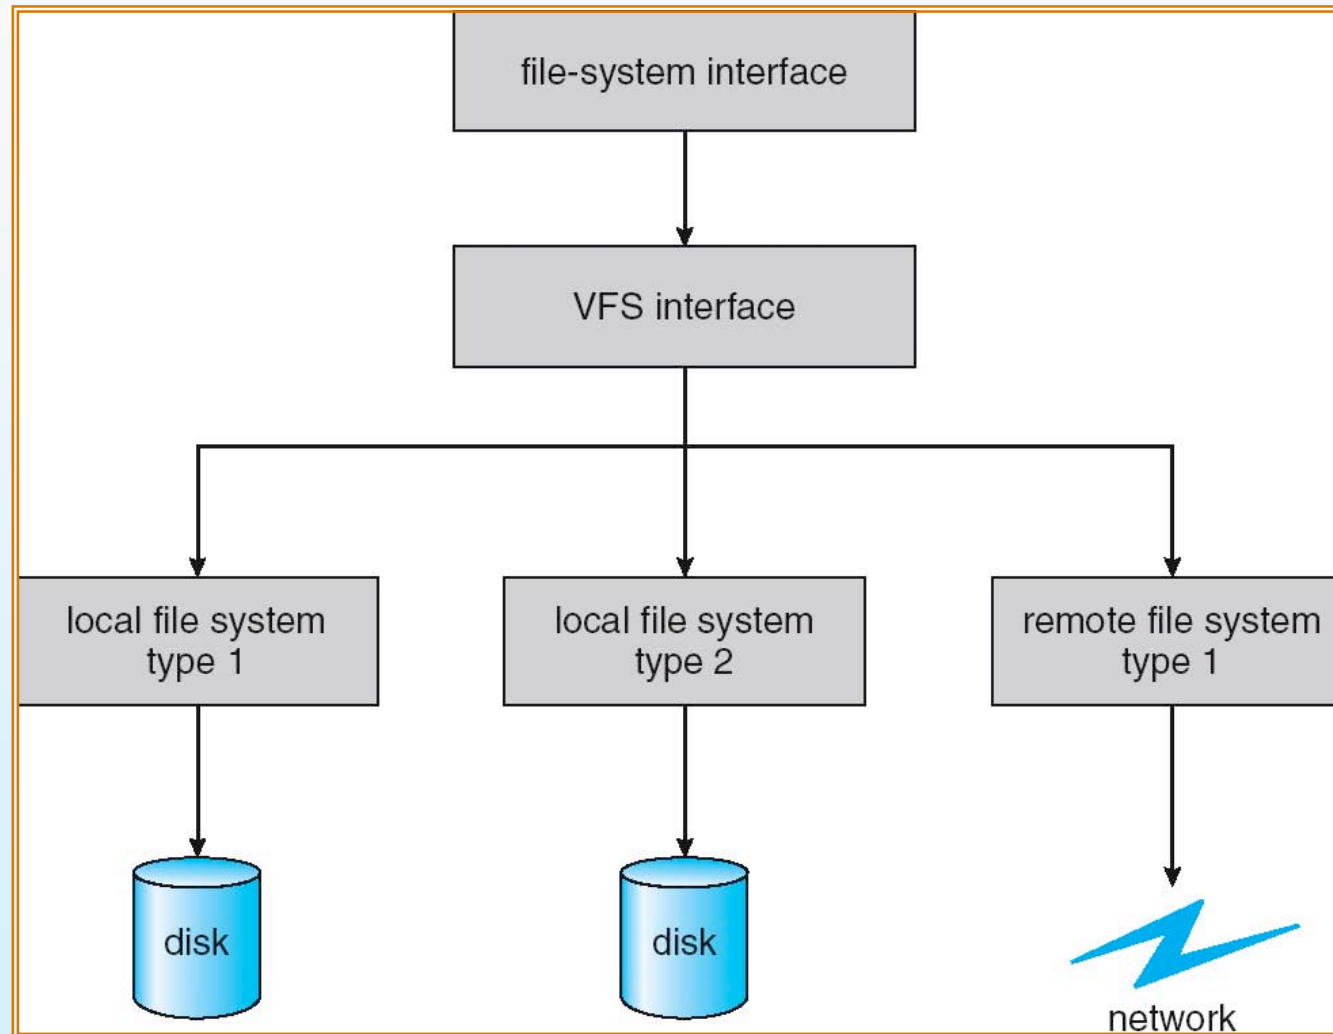 file-system interface
VFS interface
local file system
type 1
local file system
type 2
remote file system
type 1
disk
disk
network